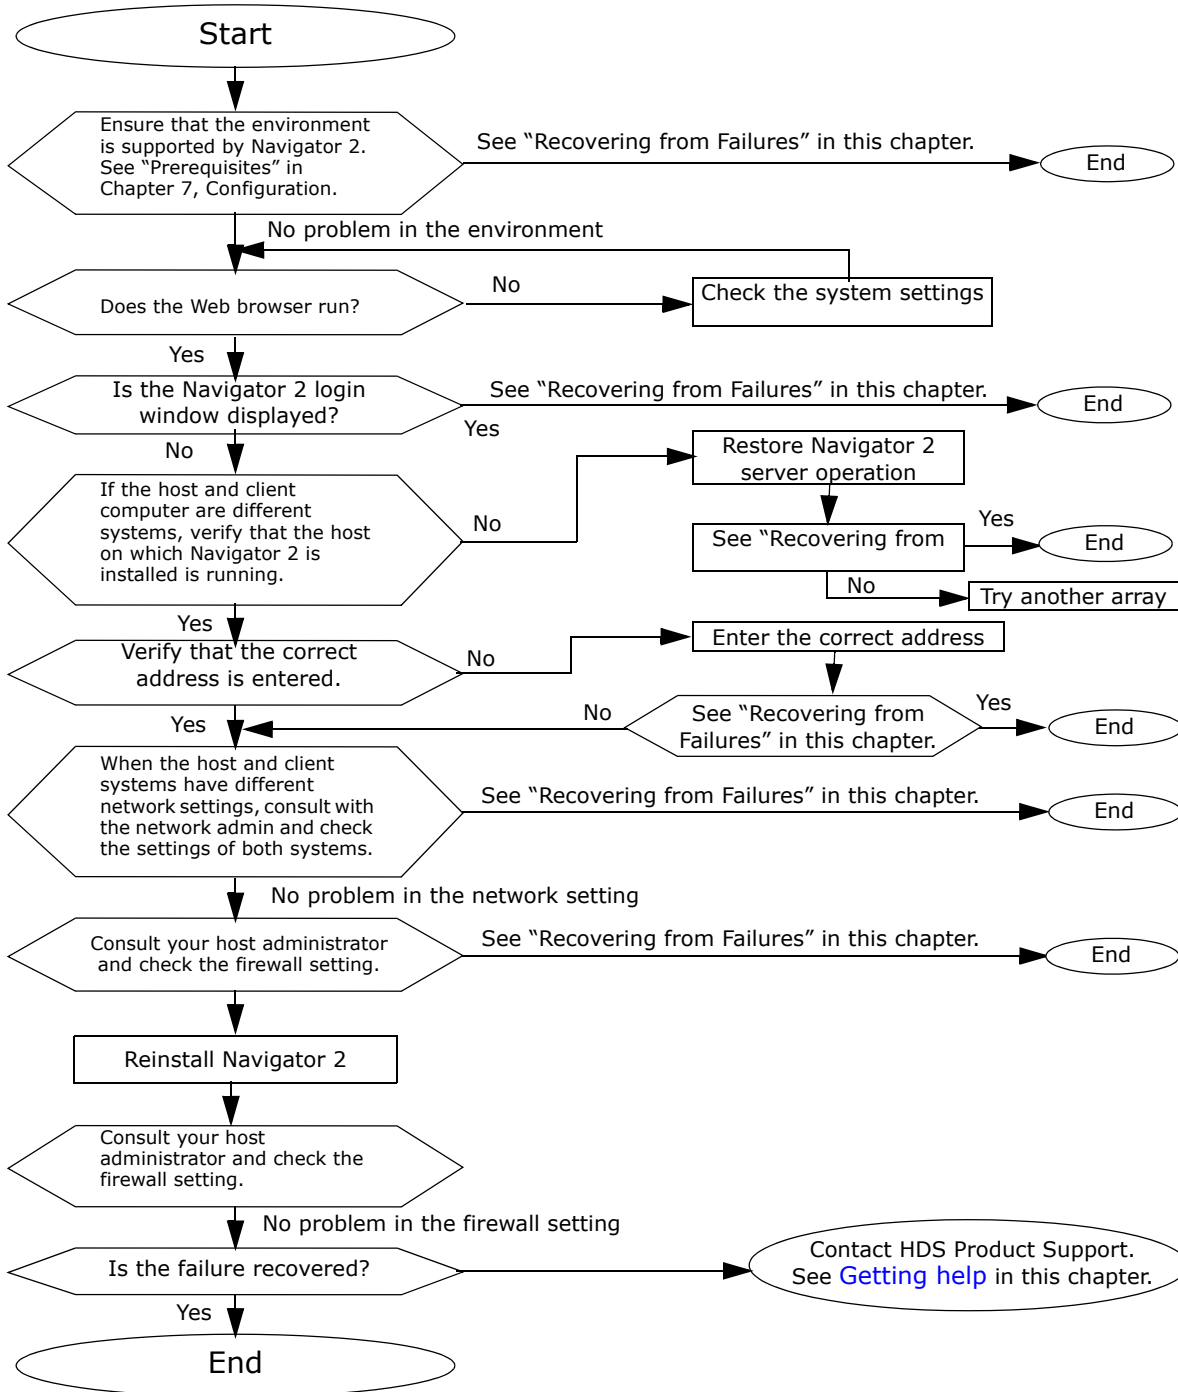 Start
Ensure that the environment
is supported by Navigator 2.
See “Prerequisites” in
Chapter 7, Configuration.
See “Recovering from Failures” in this chapter.
End
No problem in the environment
Does the Web browser run?
No
Check the system settings
Yes
Is the Navigator 2 login
window displayed?
See “Recovering from Failures” in this chapter.
End
Yes
No
If the host and client
computer are different
systems, verify that the host
on which Navigator 2 is
installed is running.
No
Restore Navigator 2
server operation
See “Recovering from
Yes
End
No
Try another array
Yes
Verify that the correct
address is entered.
No
Enter the correct address
See “Recovering from
Failures” in this chapter.
Yes
End
No
Yes
When the host and client
systems have different
network settings, consult with
the network admin and check
the settings of both systems.
See “Recovering from Failures” in this chapter.
End
No problem in the network setting
Consult your host administrator
and check the firewall setting.
See “Recovering from Failures” in this chapter.
End
Reinstall Navigator 2
Consult your host
administrator and check the
firewall setting.
No problem in the firewall setting
Is the failure recovered?
Contact HDS Product Support.
See Getting help in this chapter.
Yes
End